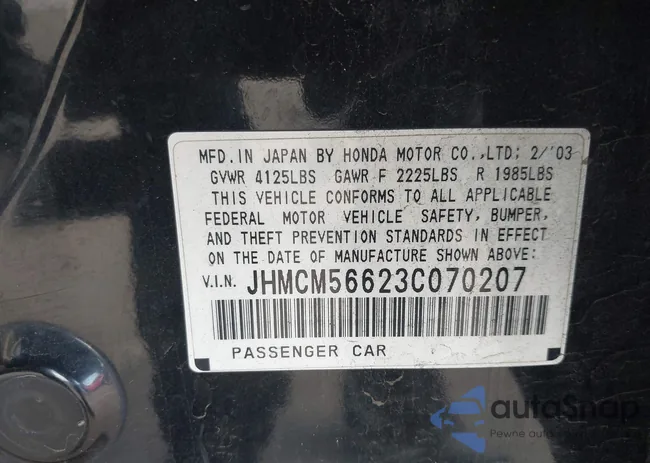 MFD. IN JAPAN BY HONDA MOTOR CO.,LTD; 2/'03
GVWR 4125LBS GAWR F 2225LBS R 1985LBS
THIS VEHICLE CONFORMS TO ALL APPLICABLE
FEDERAL MOTOR VEHICLE SAFETY, BUMPER,
AND THEFT PREVENTION STANDARDS IN EFFECT
ON THE DATE OF MANUFACTURE SHOWN ABOVE:
V.I.N. JHMCM56623C070207
PASSENGER CAR
autoSnap